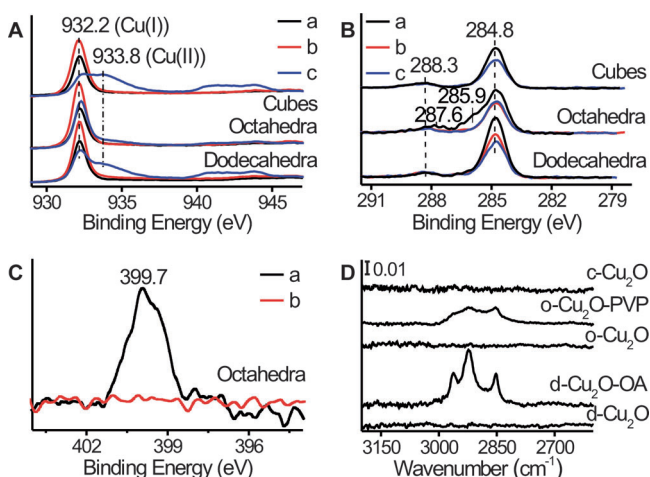 A
932.2 (Cu(I))
933.8 (Cu(II))
a
b
c
Cubes
Octahedra
Dodecahedra
930 935 940 945
Binding Energy (eV)
B
a
b
c
284.8
288.3
285.9
287.6
Cubes
Octahedra
Dodecahedra
291 288 285 282 279
Binding Energy (eV)
C
399.7
a
b
Octahedra
402 399 396
Binding Energy (eV)
D
0.01
c-Cu₂O
o-Cu₂O-PVP
o-Cu₂O
d-Cu₂O-OA
d-Cu₂O
3150 3000 2850 2700
Wavenumber (cm⁻¹)